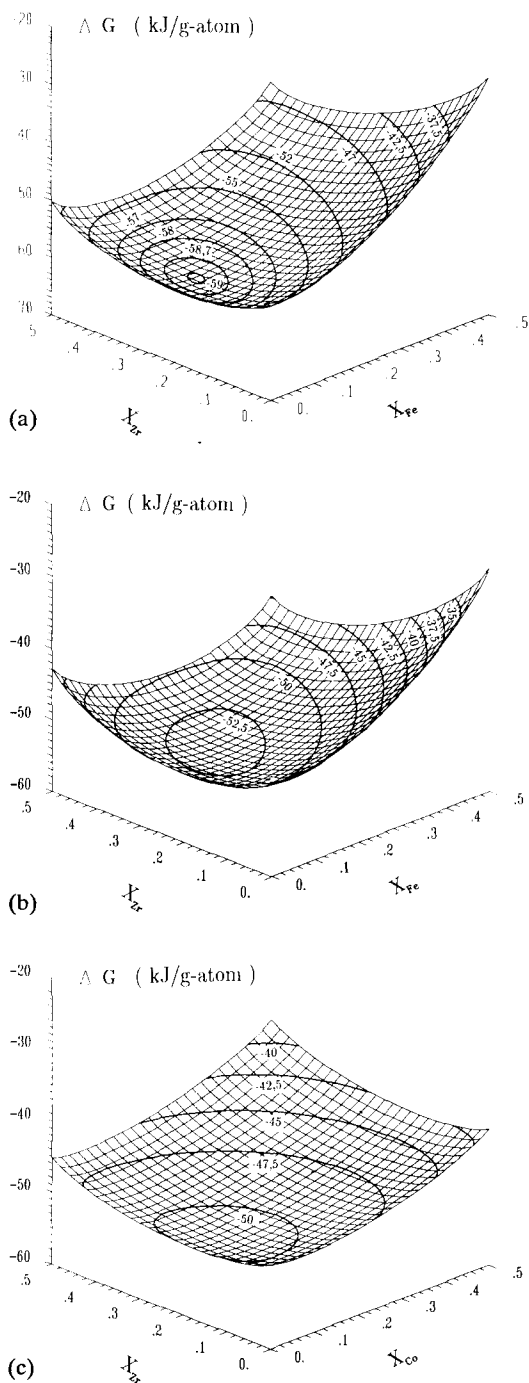 -20 Δ G ( kJ/g-atom)
30
40
50
60
70
-37,5
-42,5
-47
-52
-55
-57
-58
-58,7
-59
5 .4 .3 .2 .1 0.
0. .1 .2 .3 .4 .5
(a) X_Zr X_Fe
-20 Δ G ( kJ/g-atom)
-30
-40
-50
-60
-35
-37,5
-40
-42,5
-45
-47,5
-50
-52,5
.5 .4 .3 .2 .1 0.
0. .1 .2 .3 .4 .5
(b) X_Zr X_Fe
-20 Δ G ( kJ/g-atom)
-30
-40
-50
-60
-40
-42,5
-45
-47,5
-50
.5 .4 .3 .2 .1 0.
0. .1 .2 .3 .4 .5
(c) X_Zr X_Co